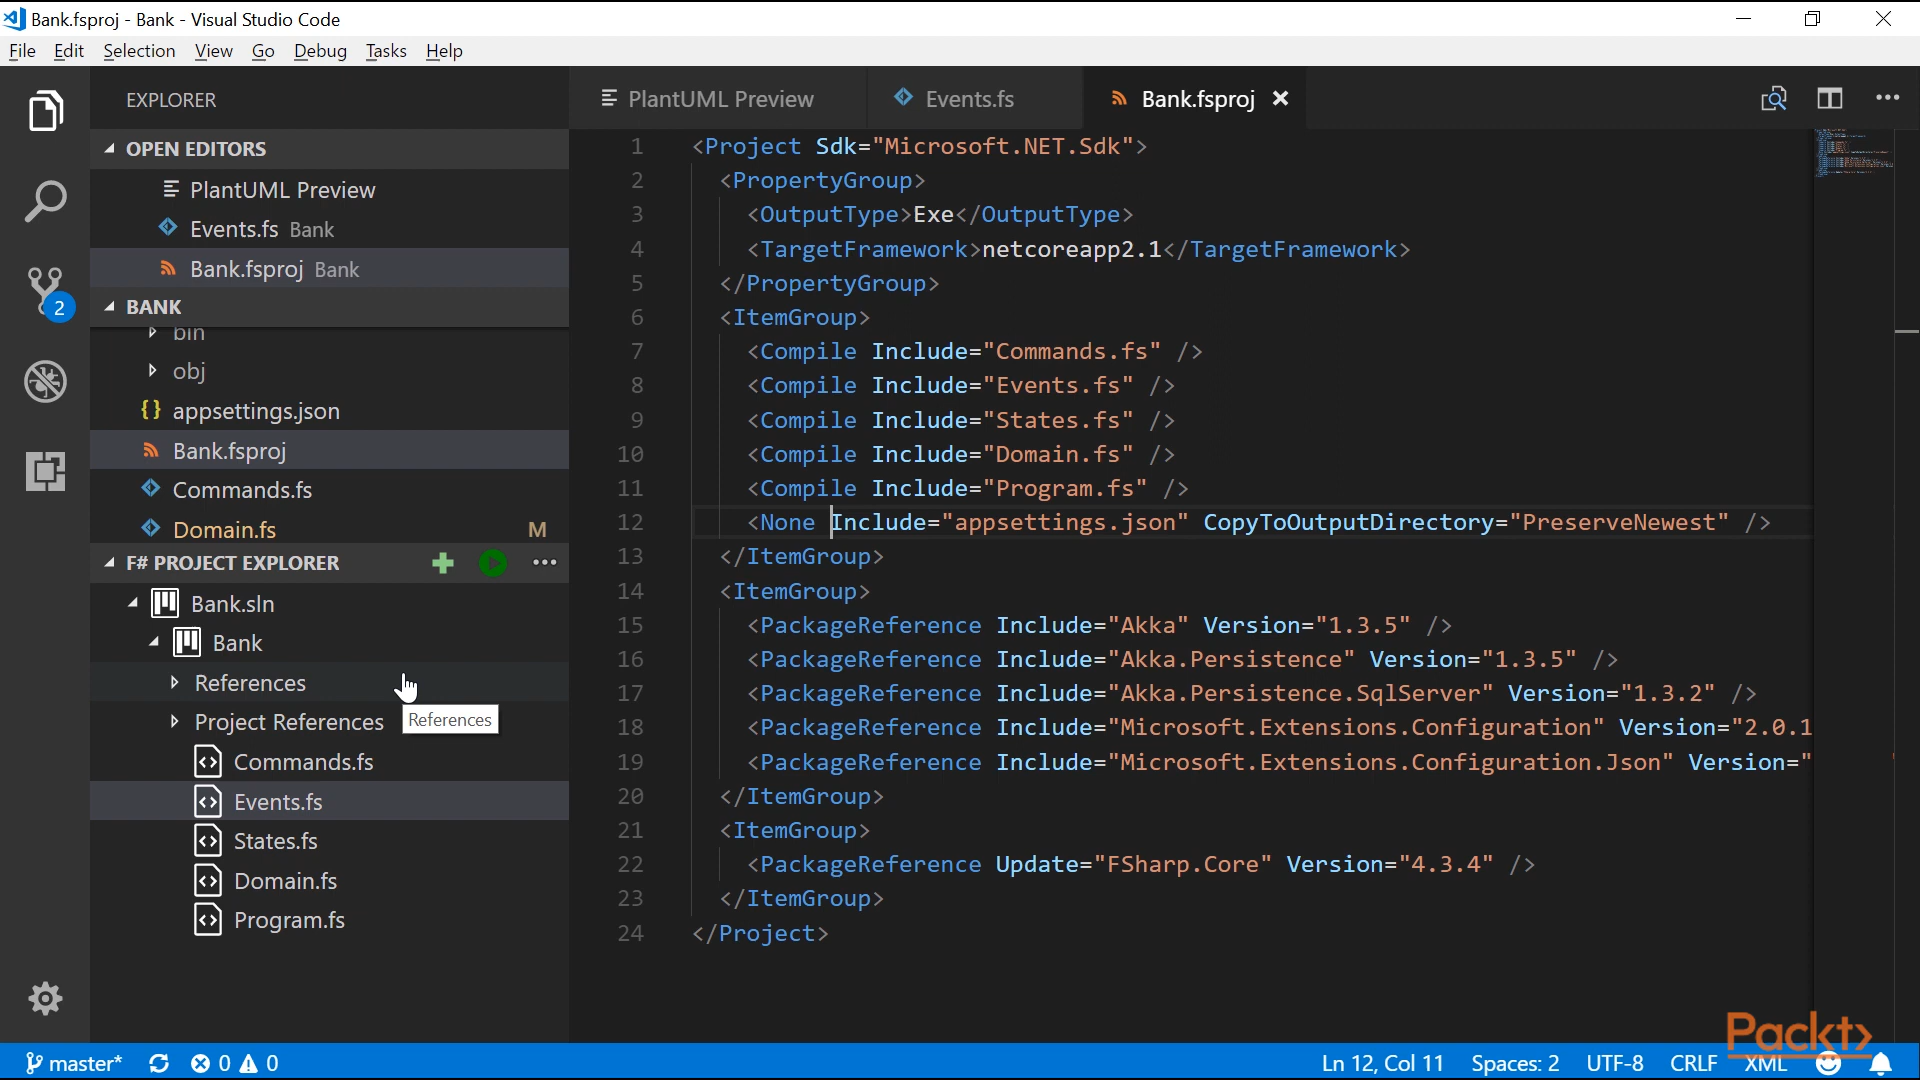 Bank.fsproj - Bank - Visual Studio Code
File Edit Selection View Go Debug Tasks Help
EXPLORER
PlantUML Preview
Events.fs
Bank.fsproj
OPEN EDITORS
PlantUML Preview
Events.fs Bank
Bank.fsproj Bank
2
BANK
bin
obj
appsettings.json
Bank.fsproj
Commands.fs
Domain.fs M
F# PROJECT EXPLORER
Bank.sln
Bank
References
Project References
References
Commands.fs
Events.fs
States.fs
Domain.fs
Program.fs
1 <Project Sdk="Microsoft.NET.Sdk">
2 <PropertyGroup>
3 <OutputType>Exe</OutputType>
4 <TargetFramework>netcoreapp2.1</TargetFramework>
5 </PropertyGroup>
6 <ItemGroup>
7 <Compile Include="Commands.fs" />
8 <Compile Include="Events.fs" />
9 <Compile Include="States.fs" />
10 <Compile Include="Domain.fs" />
11 <Compile Include="Program.fs" />
12 <None Include="appsettings.json" CopyToOutputDirectory="PreserveNewest" />
13 </ItemGroup>
14 <ItemGroup>
15 <PackageReference Include="Akka" Version="1.3.5" />
16 <PackageReference Include="Akka.Persistence" Version="1.3.5" />
17 <PackageReference Include="Akka.Persistence.SqlServer" Version="1.3.2" />
18 <PackageReference Include="Microsoft.Extensions.Configuration" Version="2.0.1
19 <PackageReference Include="Microsoft.Extensions.Configuration.Json" Version="
20 </ItemGroup>
21 <ItemGroup>
22 <PackageReference Update="FSharp.Core" Version="4.3.4" />
23 </ItemGroup>
24 </Project>
Packt>
master* 0 0
Ln 12, Col 11 Spaces: 2 UTF-8 CRLF XML